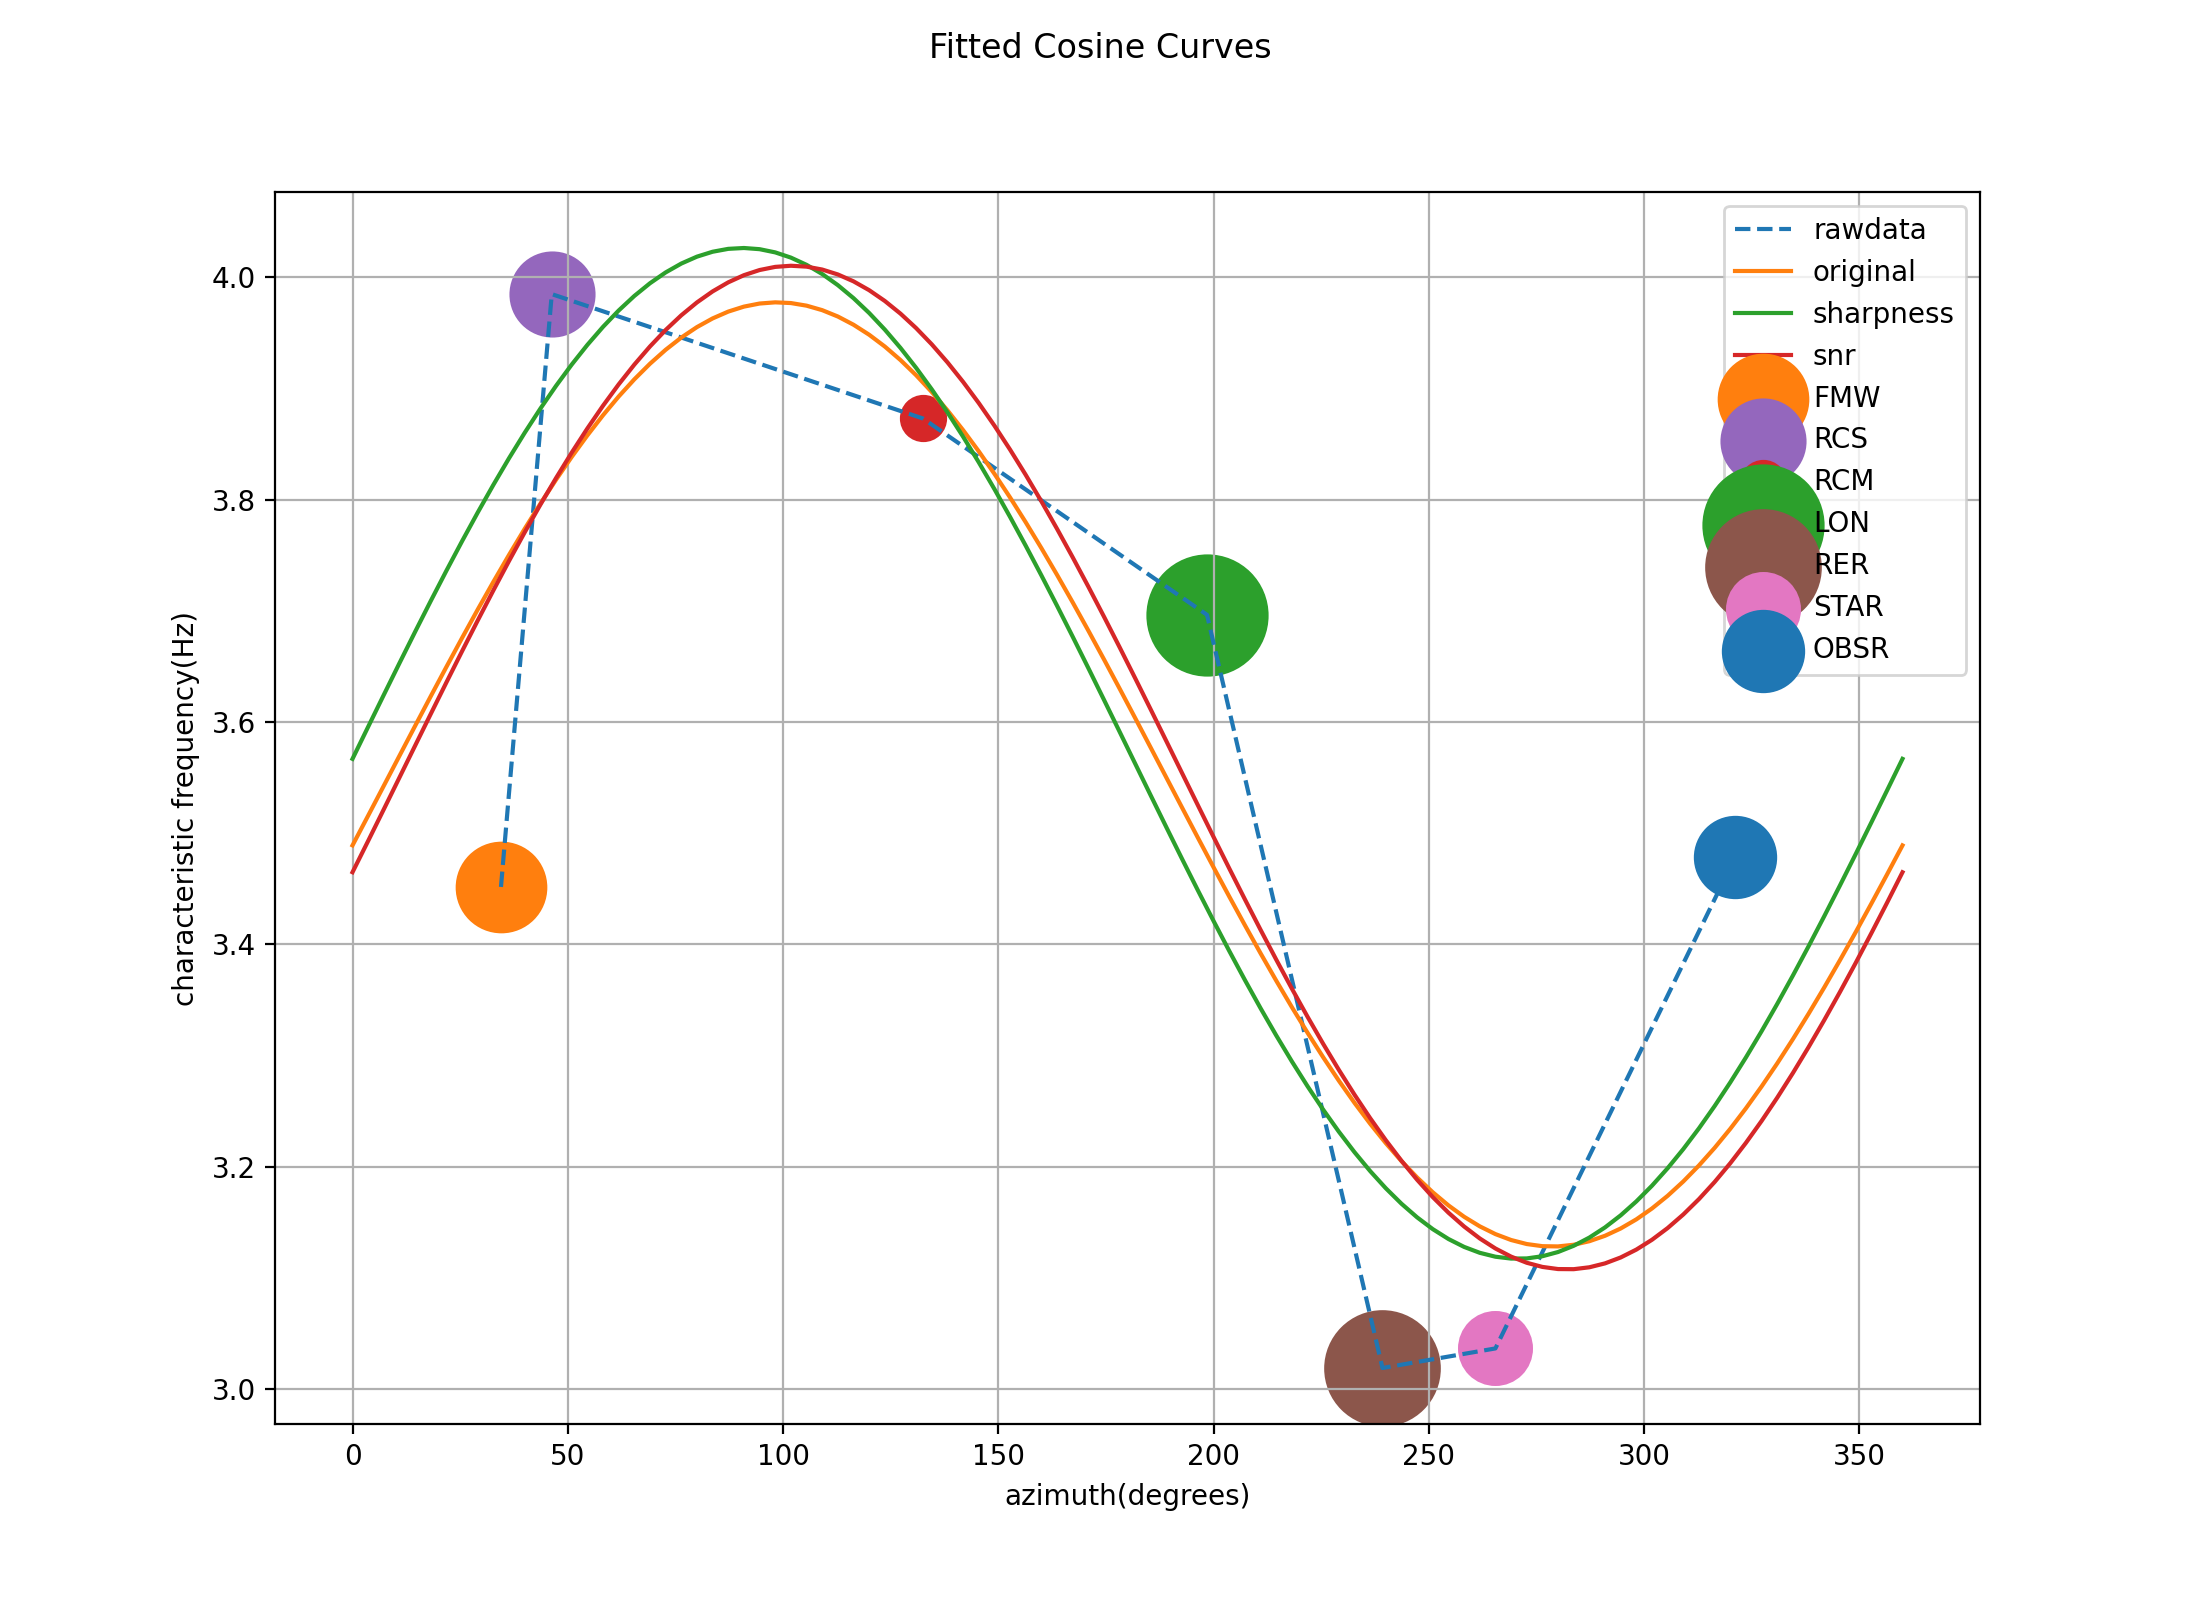 Fitted Cosine Curves
rawdata
original
sharpness
snr
FMW
RCS
RCM
LON
RER
STAR
OBSR
characteristic frequency(Hz)
4.0
3.8
3.6
3.4
3.2
3.0
0 50 100 150 200 250 300 350
azimuth(degrees)